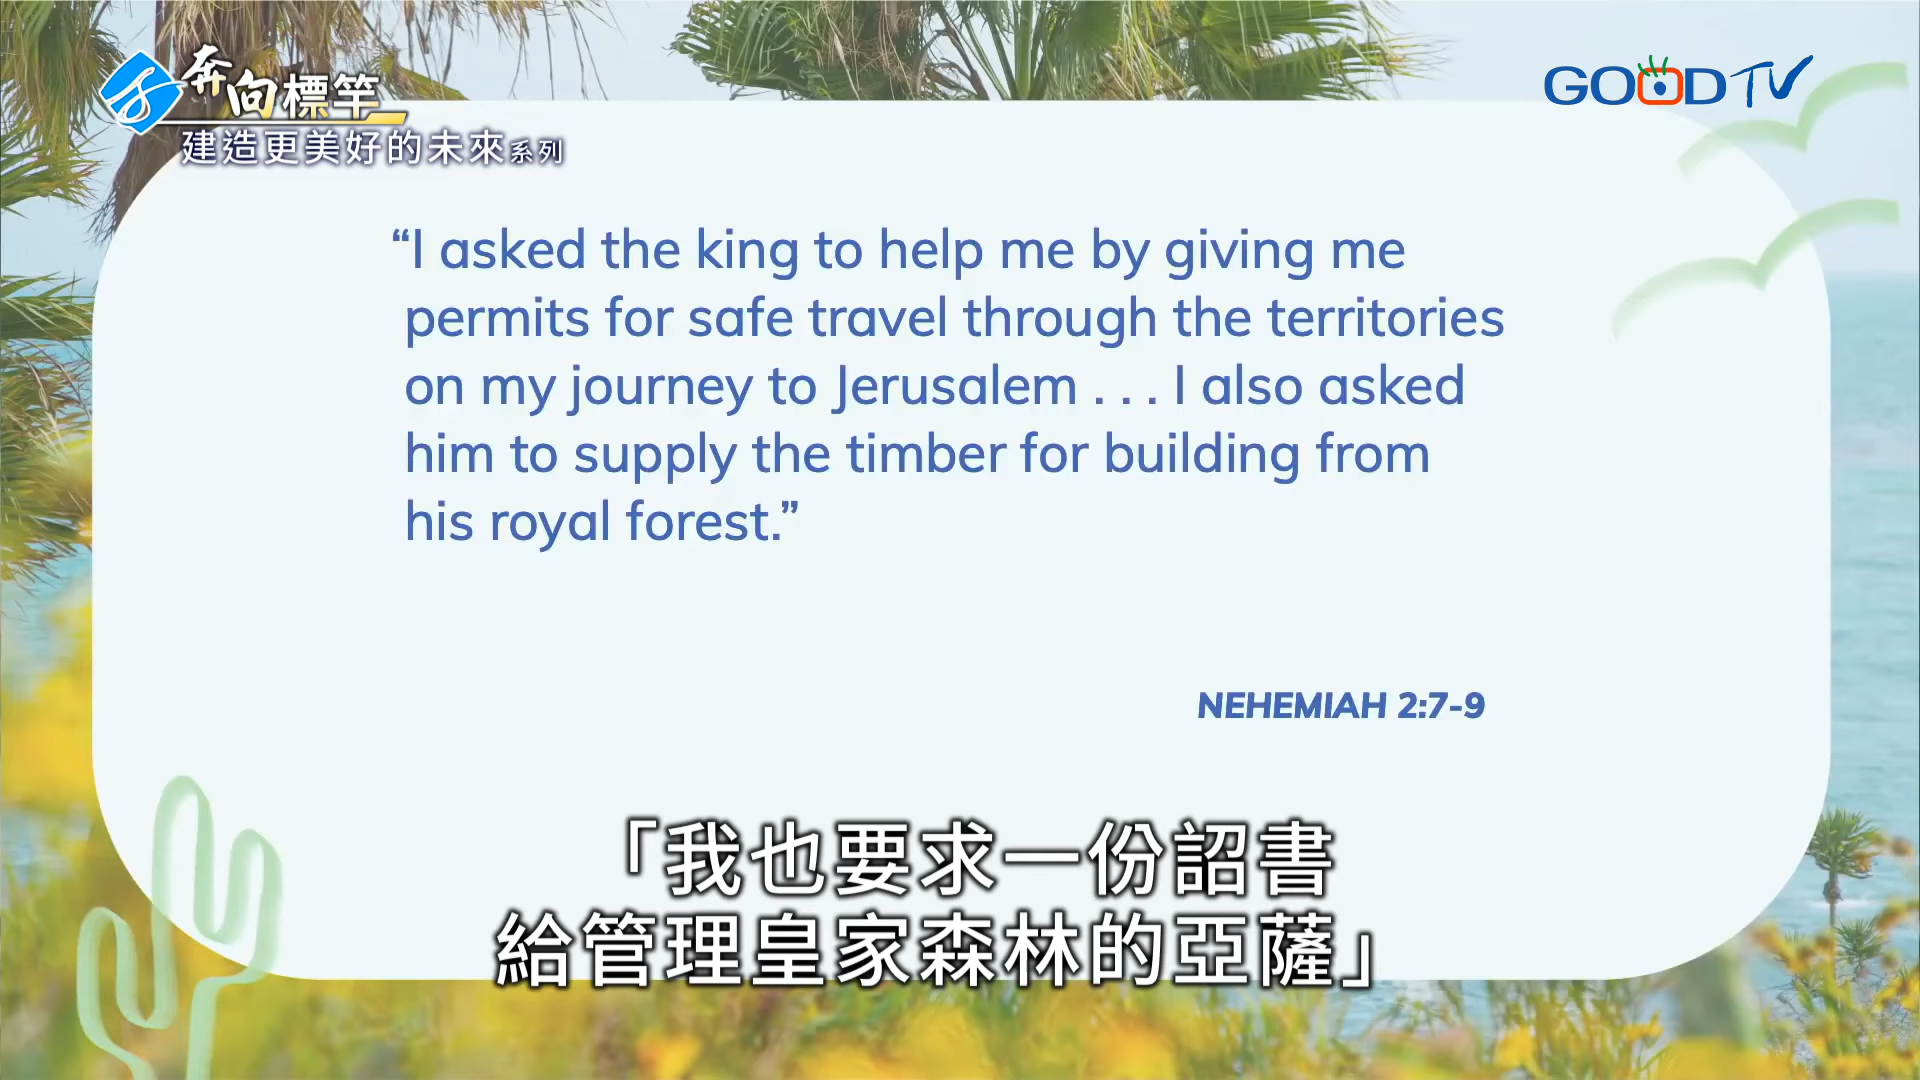 奔向標竿
建造更美好的未來系列
GOOD TV
“I asked the king to help me by giving me
permits for safe travel through the territories
on my journey to Jerusalem . . . I also asked
him to supply the timber for building from
his royal forest.”
NEHEMIAH 2:7-9
「我也要求一份詔書
給管理皇家森林的亞薩」